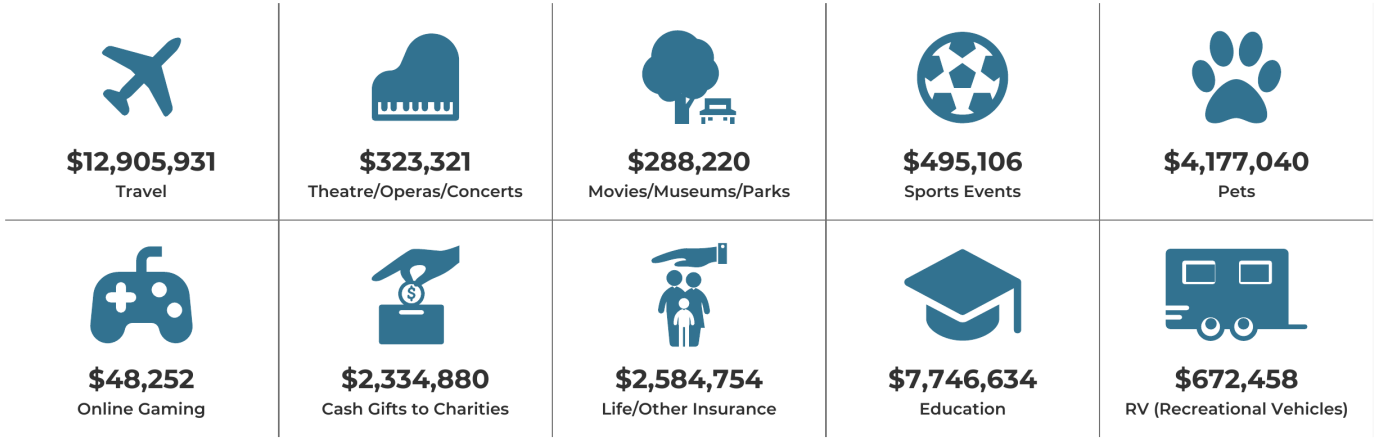 $12,905,931
Travel
$323,321
Theatre/Operas/Concerts
$288,220
Movies/Museums/Parks
$495,106
Sports Events
$4,177,040
Pets
$48,252
Online Gaming
$
$2,334,880
Cash Gifts to Charities
$2,584,754
Life/Other Insurance
$7,746,634
Education
$672,458
RV (Recreational Vehicles)